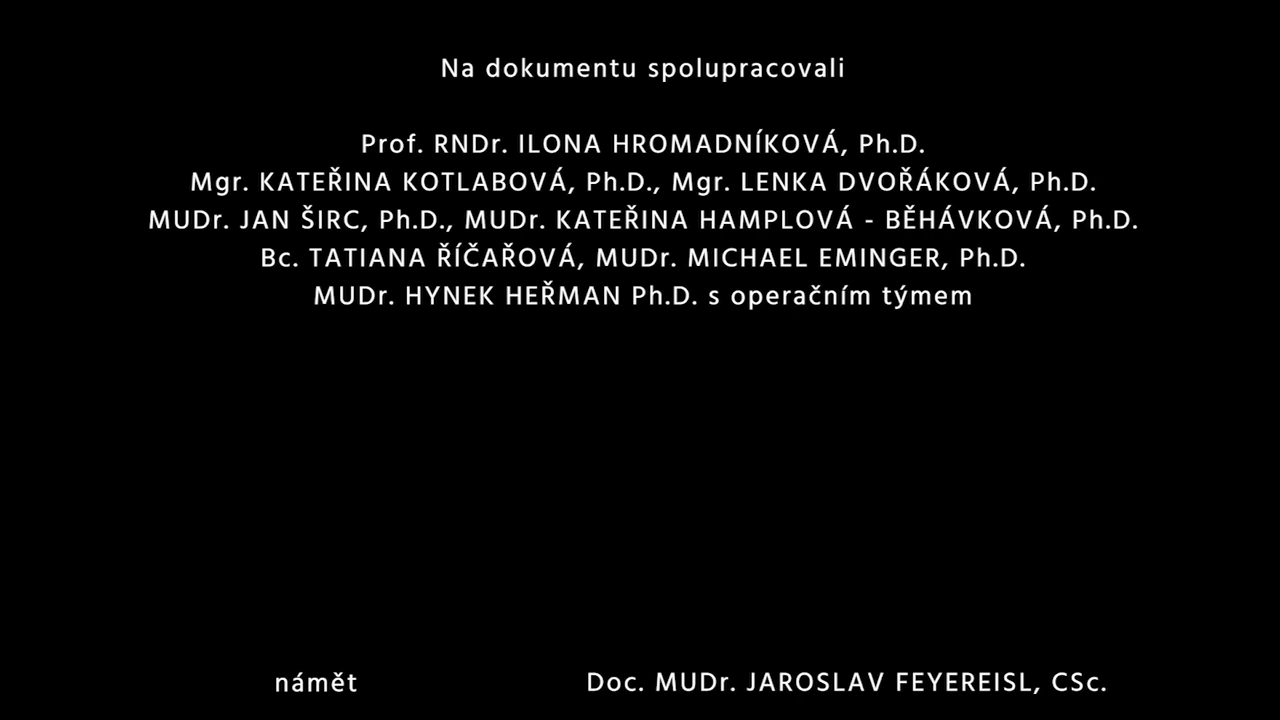 Na dokumentu spolupracovali
Prof. RNDr. ILONA HROMADNÍKOVÁ, Ph.D.
Mgr. KATEŘINA KOTLABOVÁ, Ph.D., Mgr. LENKA DVOŘÁKOVÁ, Ph.D.
MUDr. JAN ŠIRC, Ph.D., MUDr. KATEŘINA HAMPLOVÁ - BĚHÁVKOVÁ, Ph.D.
Bc. TATIANA ŘÍČAŘOVÁ, MUDr. MICHAEL EMINGER, Ph.D.
MUDr. HYNEK HEŘMAN Ph.D. s operačním týmem
námět Doc. MUDr. JAROSLAV FEYEREISL, CSc.